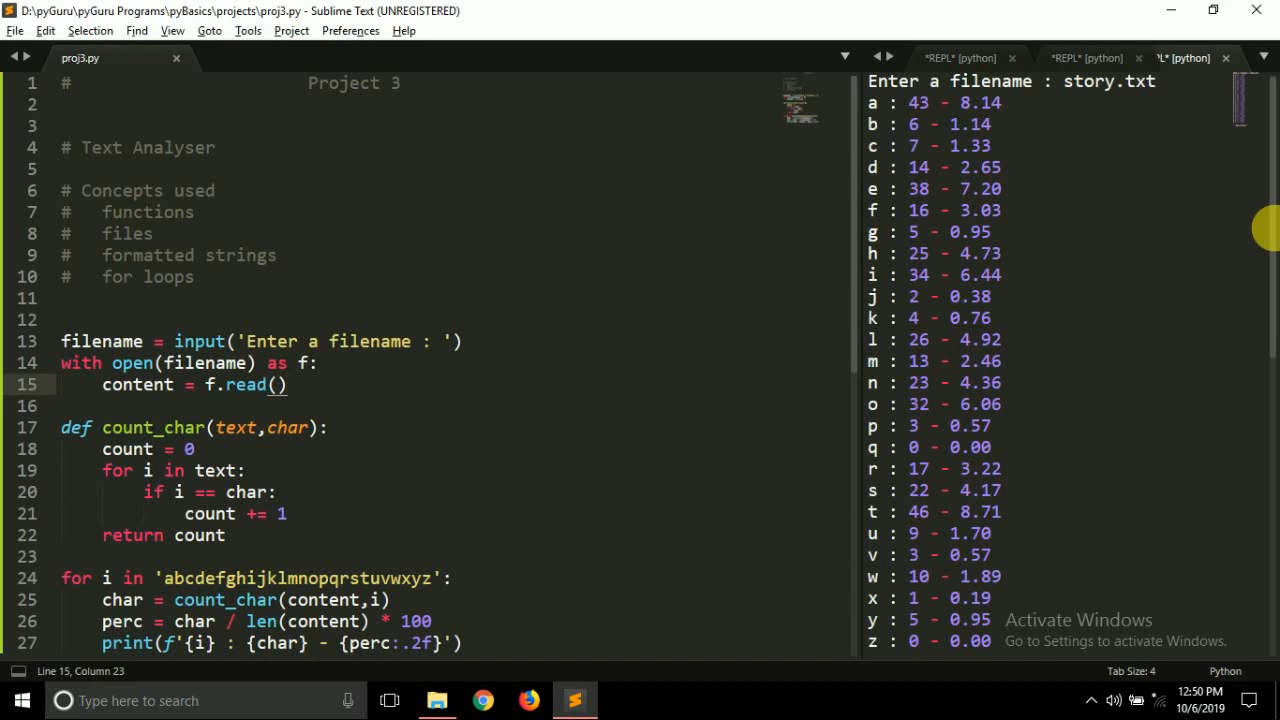 D:\pyGuru\pyGuru Programs\pyBasics\projects\proj3.py - Sublime Text (UNREGISTERED)
File Edit Selection Find View Goto Tools Project Preferences Help
proj3.py
*REPL* [python] *REPL* [python] 'L* [python]
1 # Project 3
2
3
4 # Text Analyser
5
6 # Concepts used
7 # functions
8 # files
9 # formatted strings
10 # for loops
11
12
13 filename = input('Enter a filename : ')
14 with open(filename) as f:
15 content = f.read()
16
17 def count_char(text,char):
18 count = 0
19 for i in text:
20 if i == char:
21 count += 1
22 return count
23
24 for i in 'abcdefghijklmnopqrstuvwxyz':
25 char = count_char(content,i)
26 perc = char / len(content) * 100
27 print(f'{i} : {char} - {perc:.2f}')
Enter a filename : story.txt
a : 43 - 8.14
b : 6 - 1.14
c : 7 - 1.33
d : 14 - 2.65
e : 38 - 7.20
f : 16 - 3.03
g : 5 - 0.95
h : 25 - 4.73
i : 34 - 6.44
j : 2 - 0.38
k : 4 - 0.76
l : 26 - 4.92
m : 13 - 2.46
n : 23 - 4.36
o : 32 - 6.06
p : 3 - 0.57
q : 0 - 0.00
r : 17 - 3.22
s : 22 - 4.17
t : 46 - 8.71
u : 9 - 1.70
v : 3 - 0.57
w : 10 - 1.89
x : 1 - 0.19
y : 5 - 0.95
z : 0 - 0.00
Activate Windows
Go to Settings to activate Windows.
Line 15, Column 23
Tab Size: 4
Python
Type here to search
12:50 PM
10/6/2019